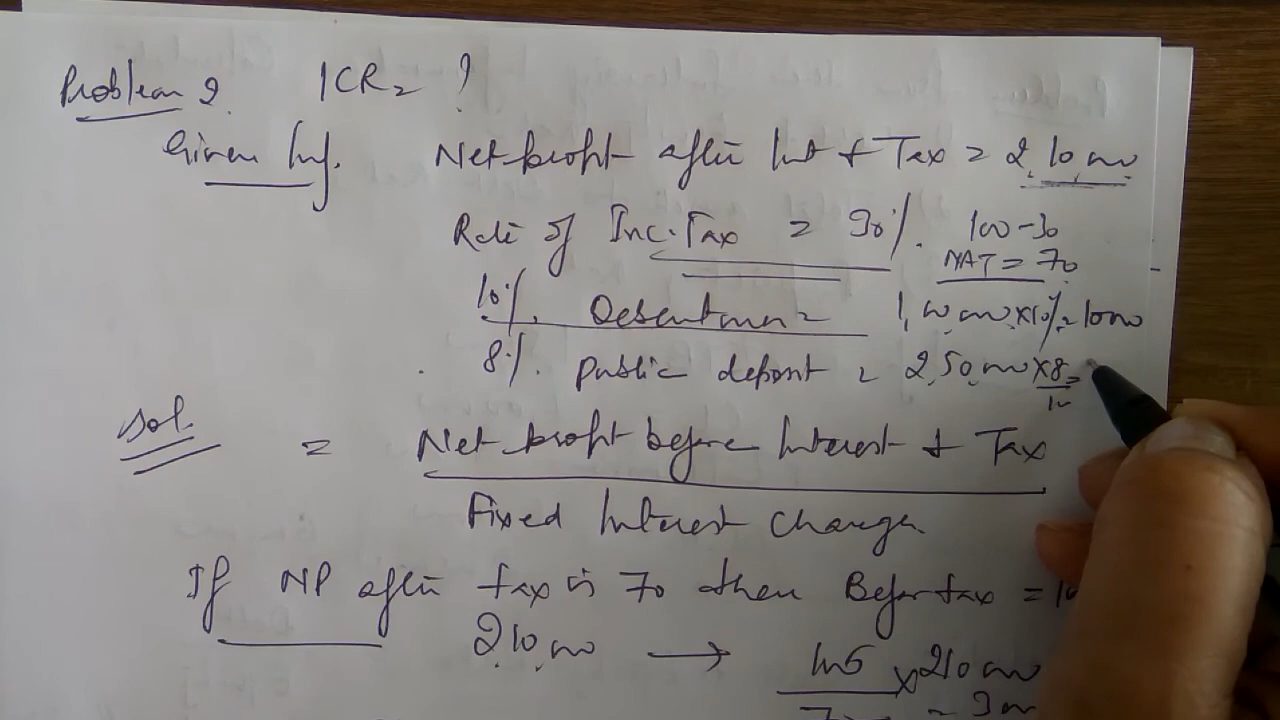 Problem 2. ICR = ?
Given Inf. Net profit after Int + Tax = 2,10,000
Rate of Inc. Tax = 30%. 100-30
NAT = 70
10%. Debentures = 1,00,000 x 10% = 10000
8%. Public deposit = 2,50,000 x 8 =
Sol. = Net profit before Interest + Tax
Fixed Interest Charges
If NP after tax is 70 then Before tax =
2,10,000 → 100 x 210000
= 300